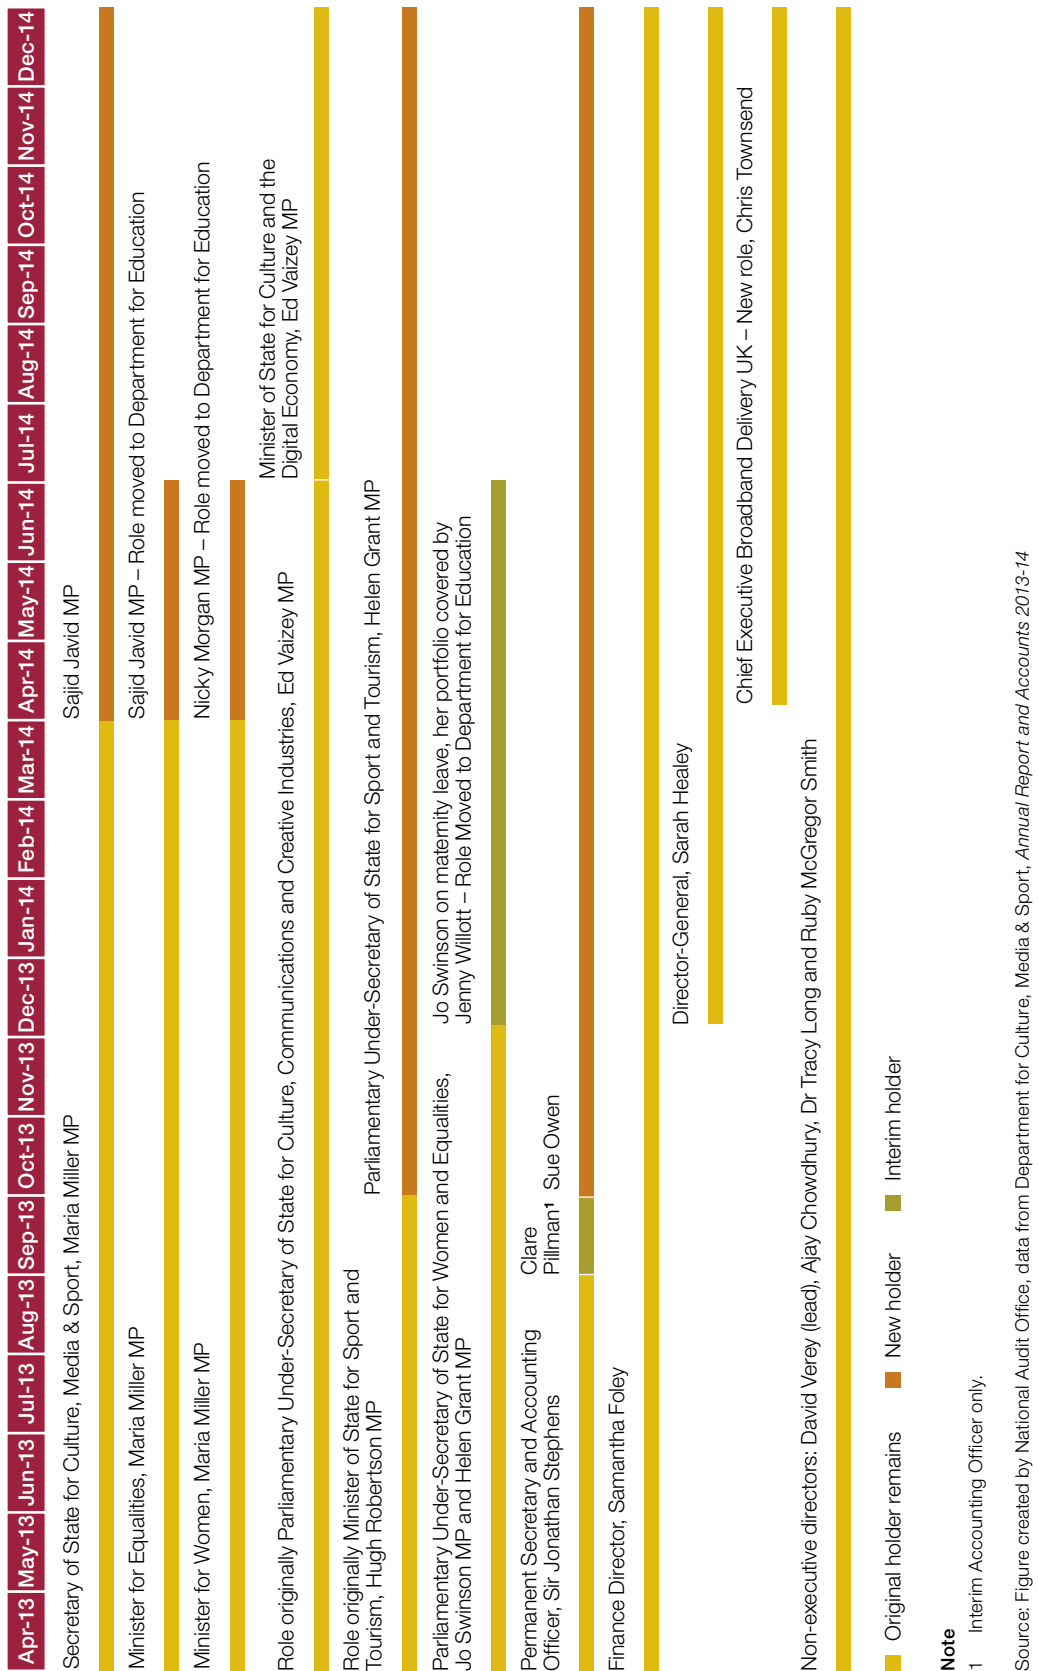 Apr-13 May-13 Jun-13 Jul-13 Aug-13 Sep-13 Oct-13 Nov-13 Dec-13 Jan-14 Feb-14 Mar-14 Apr-14 May-14 Jun-14 Jul-14 Aug-14 Sep-14 Oct-14 Nov-14 Dec-14
Secretary of State for Culture, Media & Sport, Maria Miller MP
Sajid Javid MP
Minister for Equalities, Maria Miller MP
Sajid Javid MP – Role moved to Department for Education
Minister for Women, Maria Miller MP
Nicky Morgan MP – Role moved to Department for Education
Role originally Parliamentary Under-Secretary of State for Culture, Communications and Creative Industries, Ed Vaizey MP
Minister of State for Culture and the
Digital Economy, Ed Vaizey MP
Role originally Minister of State for Sport and
Tourism, Hugh Robertson MP
Parliamentary Under-Secretary of State for Sport and Tourism, Helen Grant MP
Parliamentary Under-Secretary of State for Women and Equalities,
Jo Swinson MP and Helen Grant MP
Jo Swinson on maternity leave, her portfolio covered by
Jenny Willott – Role Moved to Department for Education
Permanent Secretary and Accounting
Officer, Sir Jonathan Stephens
Clare
Pillman¹
Sue Owen
Finance Director, Samantha Foley
Director-General, Sarah Healey
Chief Executive Broadband Delivery UK – New role, Chris Townsend
Non-executive directors: David Verey (lead), Ajay Chowdhury, Dr Tracy Long and Ruby McGregor Smith
Original holder remains
New holder
Interim holder
Note
1 Interim Accounting Officer only.
Source: Figure created by National Audit Office, data from Department for Culture, Media & Sport, Annual Report and Accounts 2013-14